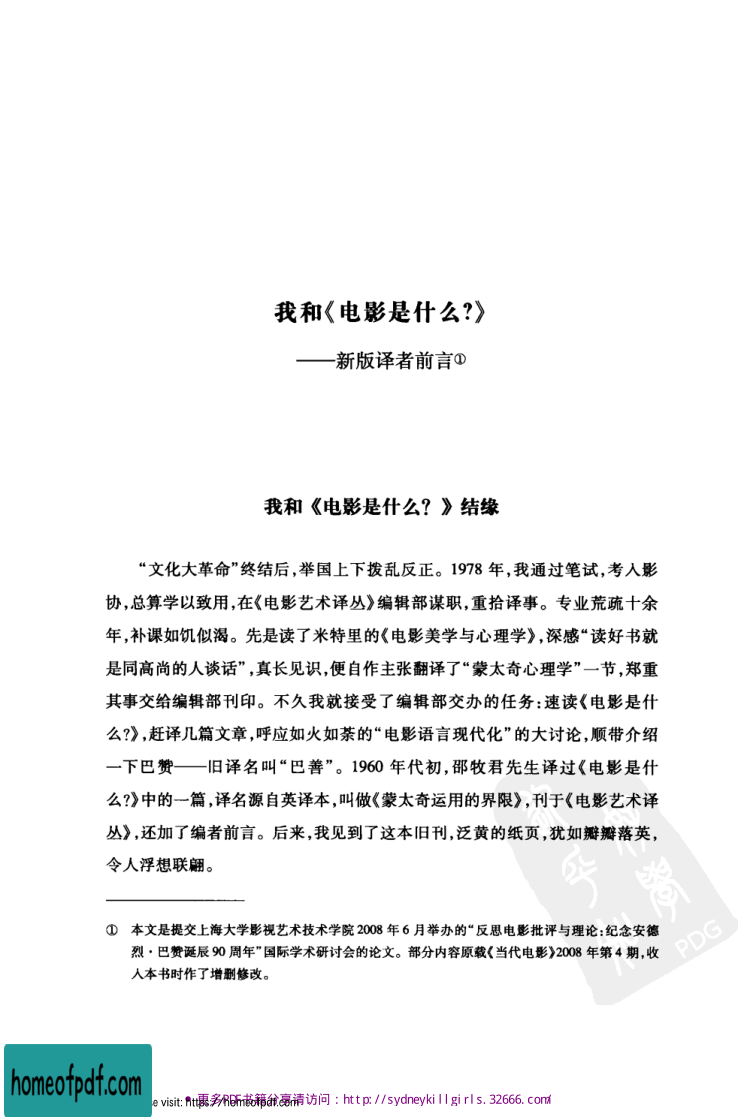 我和《电影是什么?》
——新版译者前言①
我和《电影是什么？》结缘
“文化大革命”终结后,举国上下拨乱反正。1978 年,我通过笔试,考入影
协,总算学以致用,在《电影艺术译丛》编辑部谋职,重拾译事。专业荒疏十余
年,补课如饥似渴。先是读了米特里的《电影美学与心理学》,深感“读好书就
是同高尚的人谈话”,真长见识,便自作主张翻译了“蒙太奇心理学”一节,郑重
其事交给编辑部刊印。不久我就接受了编辑部交办的任务:速读《电影是什
么?》,赶译几篇文章,呼应如火如荼的“电影语言现代化”的大讨论,顺带介绍
一下巴赞——旧译名叫“巴善”。1960 年代初,邵牧君先生译过《电影是什
么?》中的一篇,译名源自英译本,叫做《蒙太奇运用的界限》,刊于《电影艺术译
丛》,还加了编者前言。后来,我见到了这本旧刊,泛黄的纸页,犹如瓣瓣落英,
令人浮想联翩。
① 本文是提交上海大学影视艺术技术学院 2008 年 6 月举办的“反思电影批评与理论:纪念安德
烈·巴赞诞辰 90 周年”国际学术研讨会的论文。部分内容原载《当代电影》2008 年第 4 期,收
入本书时作了增删修改。
PDG
homeofpdf.com
e visit: https://homeofpdf.com
更多PDF书籍分享请访问：http://sydneykillgirls.32666.com/